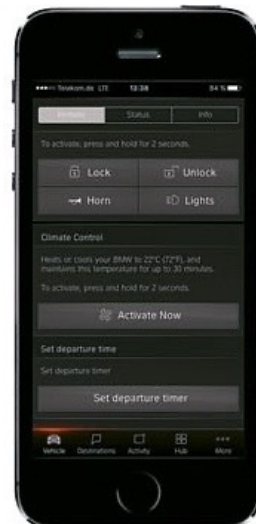 Telekom.de LTE 13:38 84 %
Remote Status Info
To activate, press and hold for 2 seconds.
Lock Unlock
Horn Lights
Climate Control
Heats or cools your BMW to 22°C (72°F), and
maintains this temperature for up to 30 minutes.
To activate, press and hold for 2 seconds.
Activate Now
Set departure time
Set departure timer
Set departure timer
Vehicle Destinations Activity Hub More